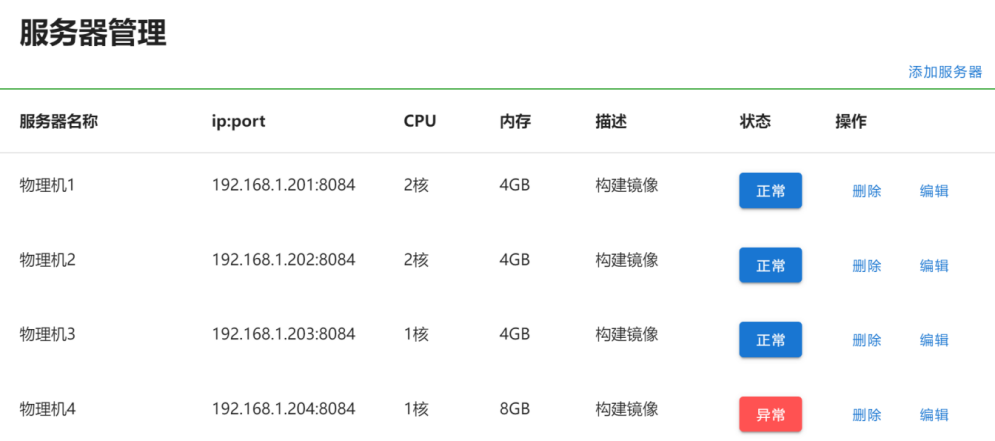 服务器管理
添加服务器
服务器名称 ip:port CPU 内存 描述 状态 操作
物理机1 192.168.1.201:8084 2核 4GB 构建镜像 正常 删除 编辑
物理机2 192.168.1.202:8084 2核 4GB 构建镜像 正常 删除 编辑
物理机3 192.168.1.203:8084 1核 4GB 构建镜像 正常 删除 编辑
物理机4 192.168.1.204:8084 1核 8GB 构建镜像 异常 删除 编辑